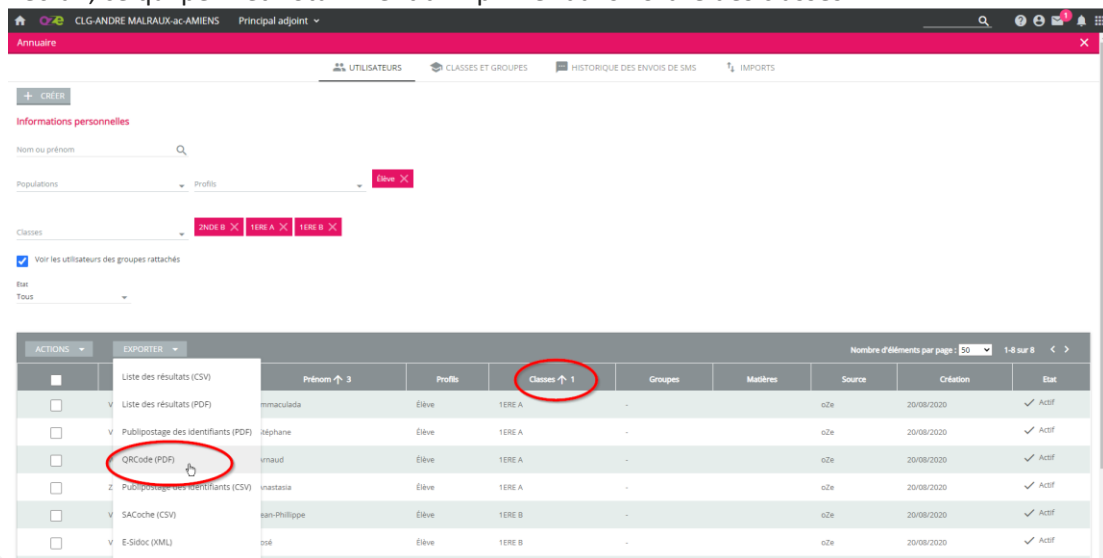 CLG-ANDRE MALRAUX-ac-AMIENS Principal adjoint
1
Annuaire
UTILISATEURS CLASSES ET GROUPES HISTORIQUE DES ENVOIS DE SMS IMPORTS
+ CRÉER
Informations personnelles
Nom ou prénom
Populations Profils Élève
Classes 2NDE B 1ERE A 1ERE B
Voir les utilisateurs des groupes rattachés
Etat
Tous
ACTIONS EXPORTER Nombre d'éléments par page : 50 1-8 sur 8
Prénom ↑ 3 Profils Classes ↑ 1 Groupes Matières Source Création Etat
Liste des résultats (CSV)
Liste des résultats (PDF) Élève 1ERE A - oZe 20/08/2020 Actif
Publipostage des identifiants (PDF) Élève 1ERE A - oZe 20/08/2020 Actif
QRCode (PDF) Élève 1ERE A - oZe 20/08/2020 Actif
Publipostage des identifiants (CSV) Élève 1ERE A - oZe 20/08/2020 Actif
SACoche (CSV) Élève 1ERE B - oZe 20/08/2020 Actif
E-Sidoc (XML) Élève 1ERE B - oZe 20/08/2020 Actif